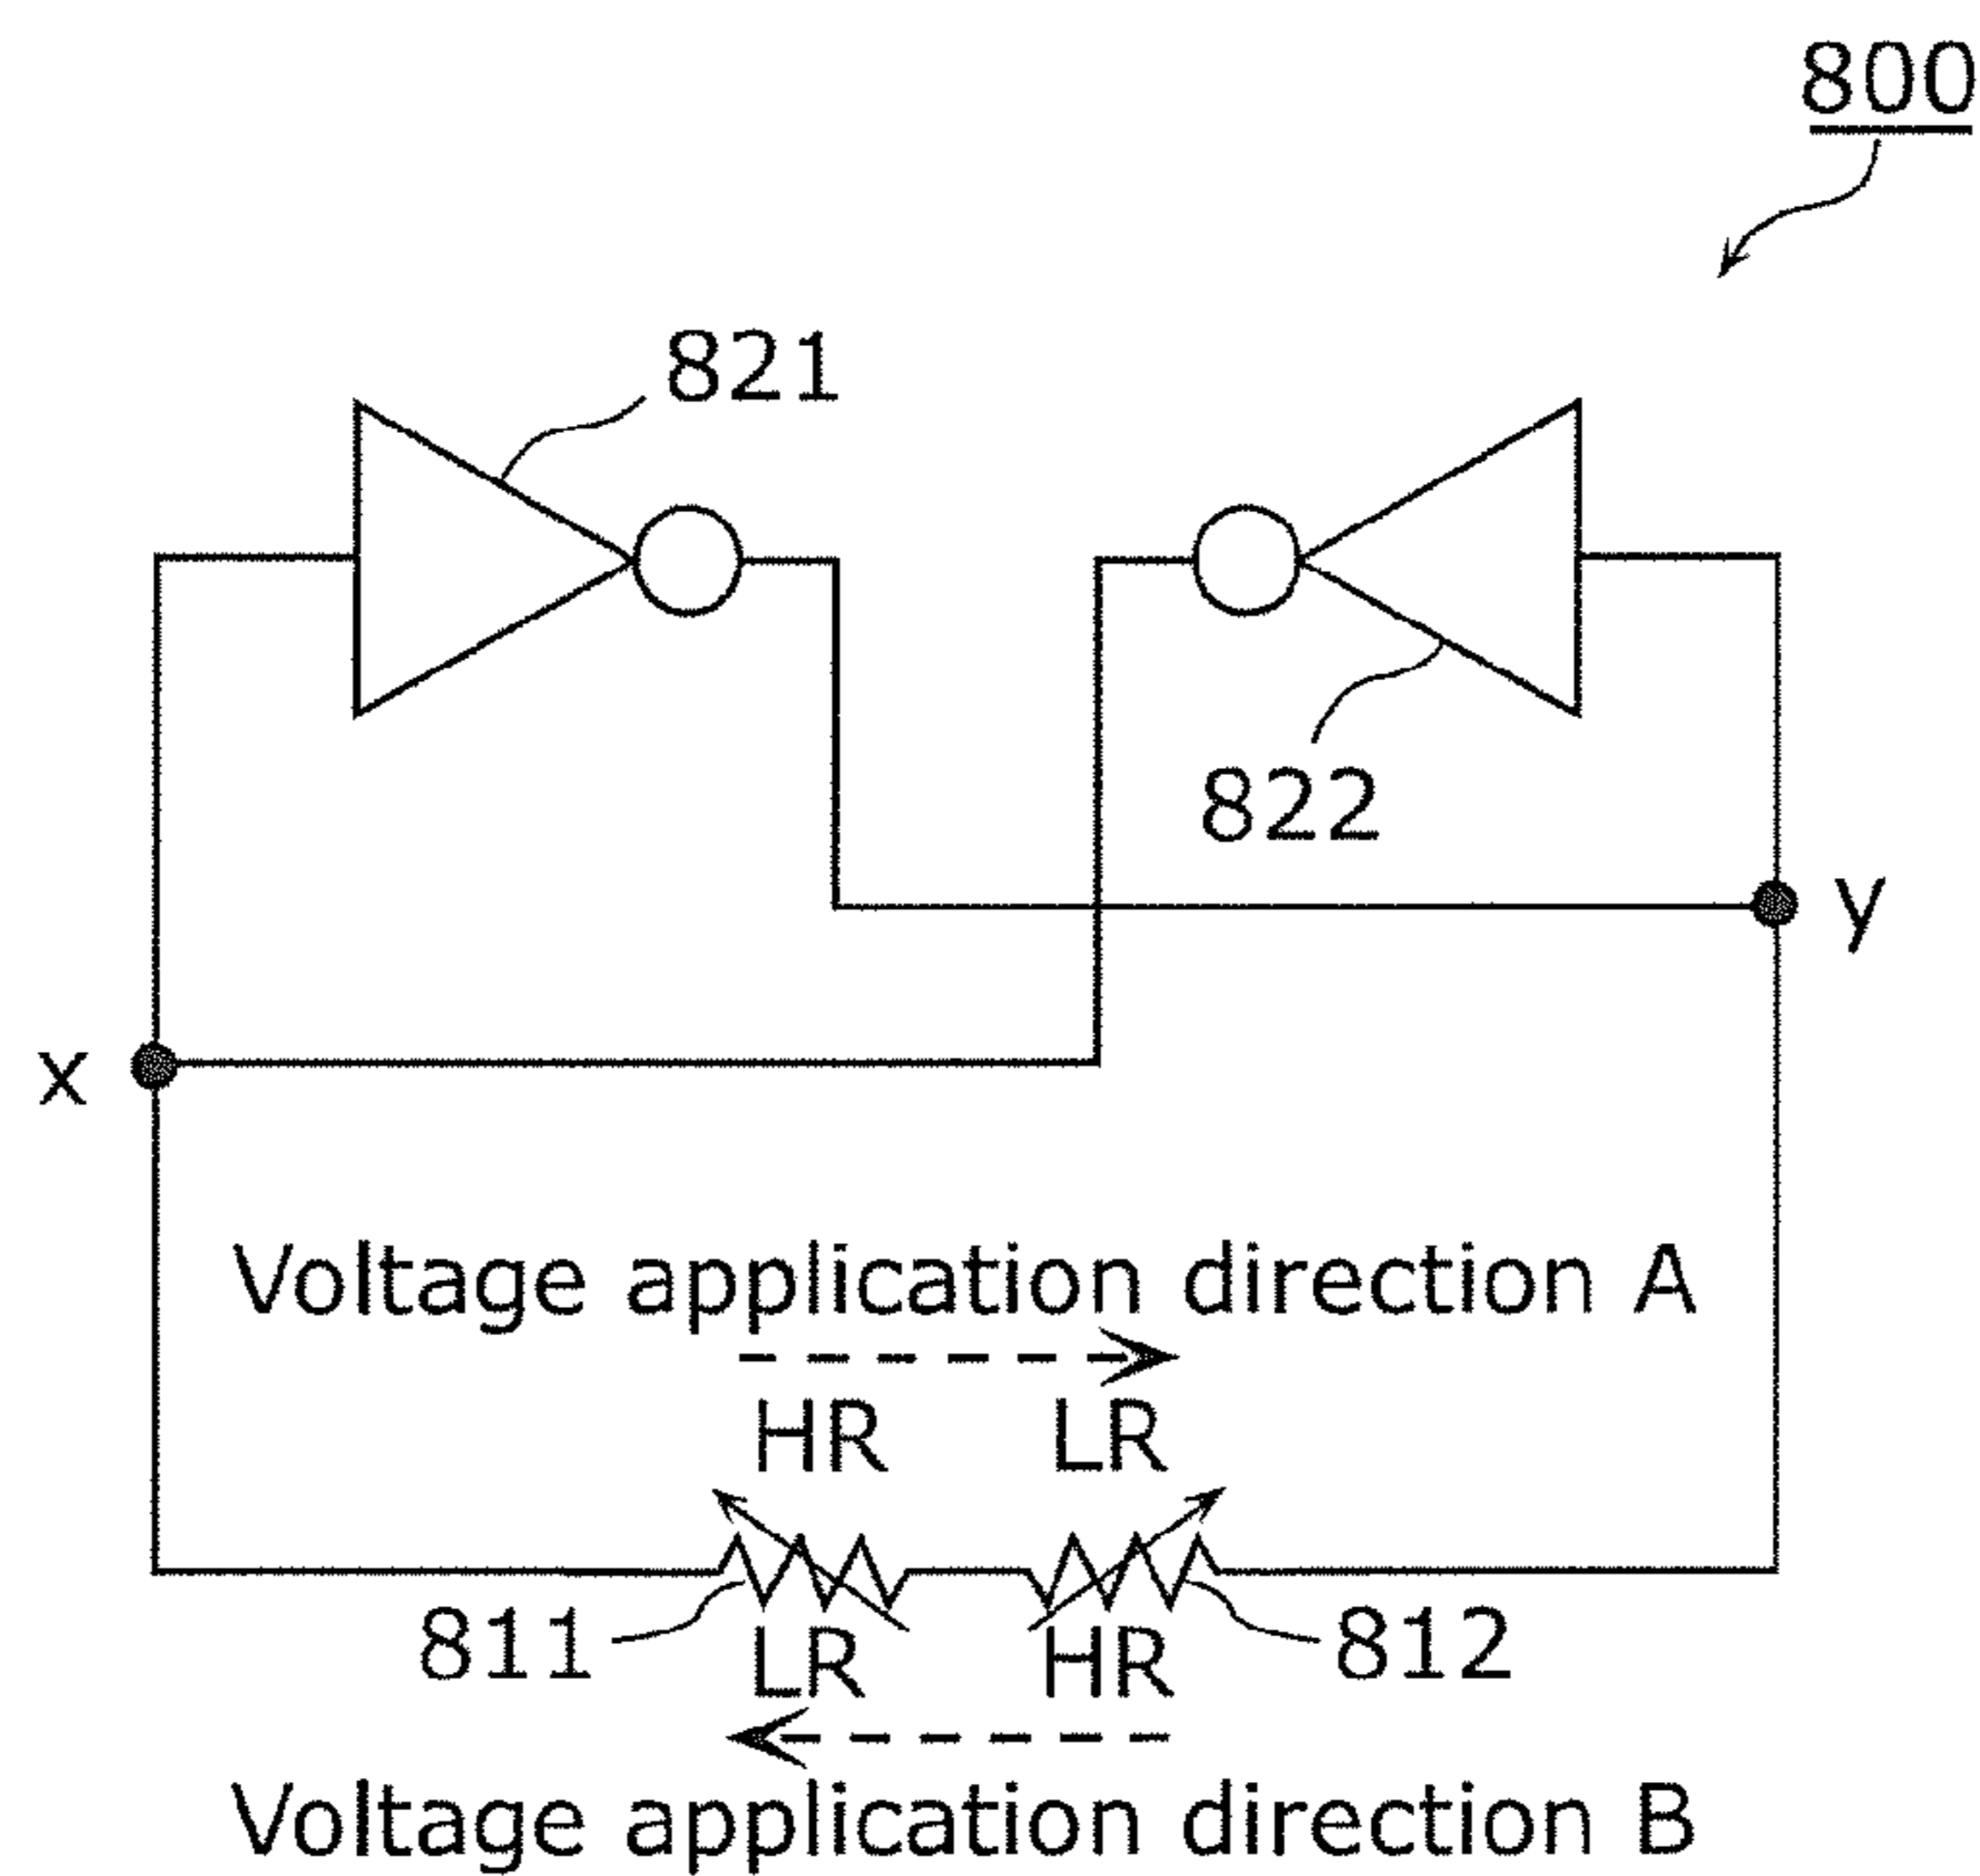 800
821
822
y
x
Voltage application direction A
HR LR
811 812
LR HR
Voltage application direction B